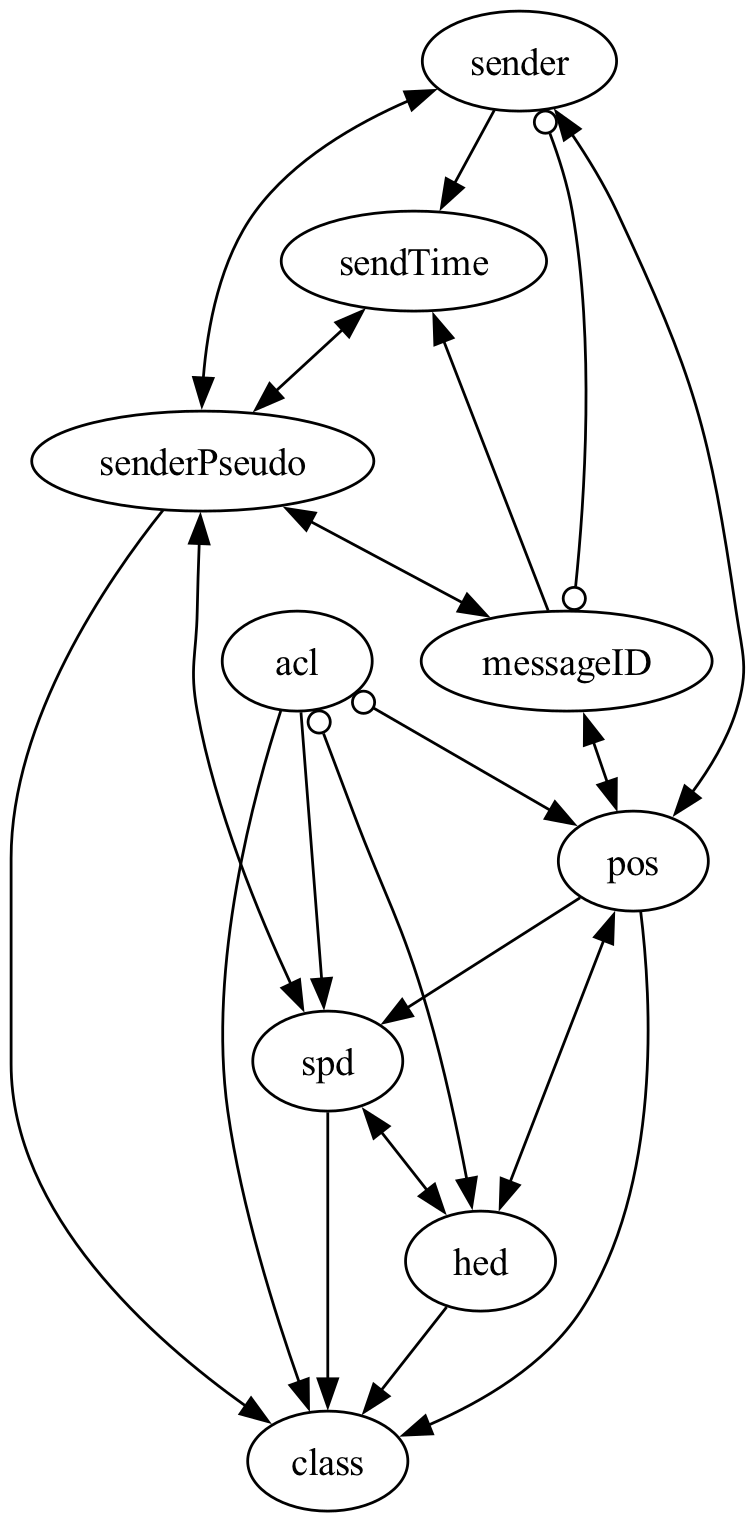 sender
sendTime
senderPseudo
acl
messageID
pos
spd
hed
class